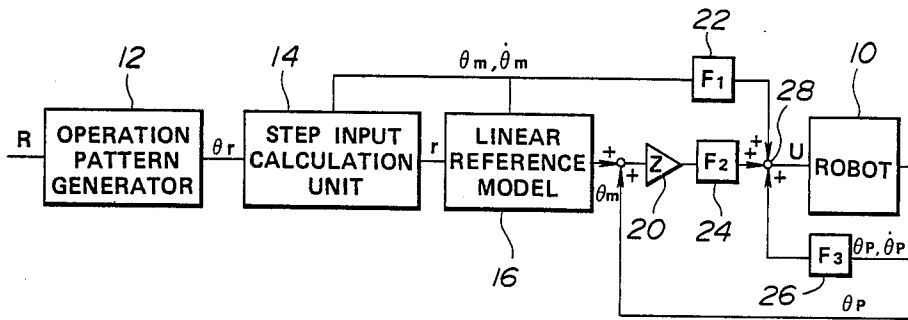 22
12
14
10
θm, θ̇m
F1
28
R
OPERATION
PATTERN
GENERATOR
θr
STEP INPUT
CALCULATION
UNIT
r
LINEAR
REFERENCE
MODEL
+
+
θm
Z
F2
+
+
+
U
ROBOT
16
20
24
F3
θP, θ̇P
26
θP